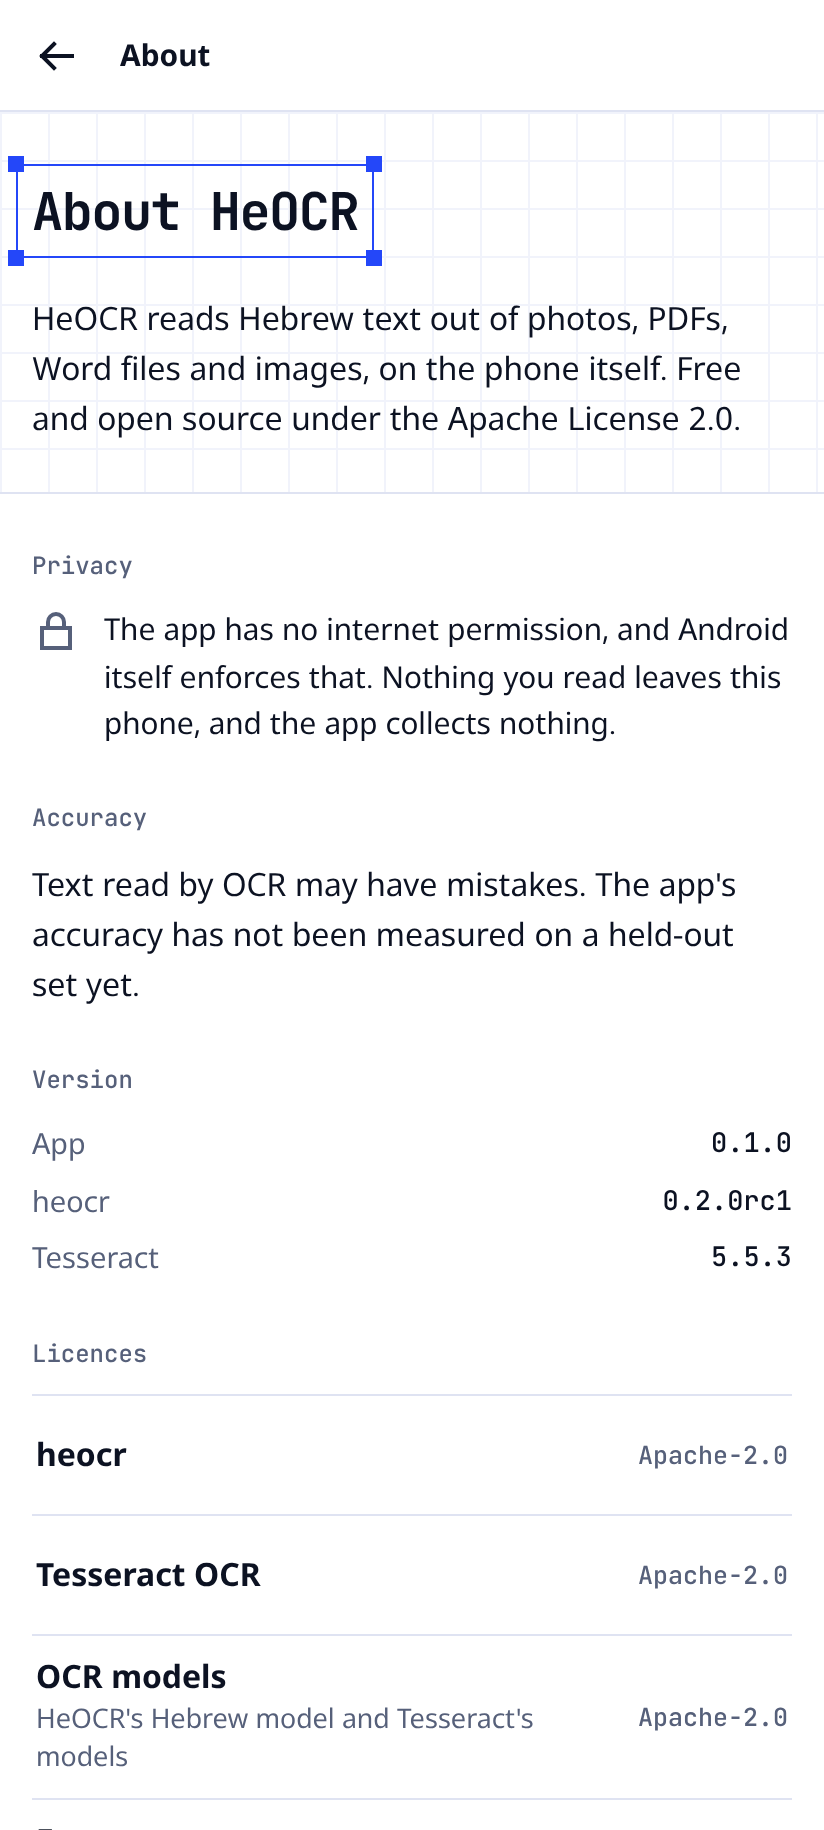 About
About HeOCR
HeOCR reads Hebrew text out of photos, PDFs,
Word files and images, on the phone itself. Free
and open source under the Apache License 2.0.
Privacy
The app has no internet permission, and Android
itself enforces that. Nothing you read leaves this
phone, and the app collects nothing.
Accuracy
Text read by OCR may have mistakes. The app's
accuracy has not been measured on a held-out
set yet.
Version
App 0.1.0
heocr 0.2.0rc1
Tesseract 5.5.3
Licences
heocr Apache-2.0
Tesseract OCR Apache-2.0
OCR models
HeOCR's Hebrew model and Tesseract's Apache-2.0
models